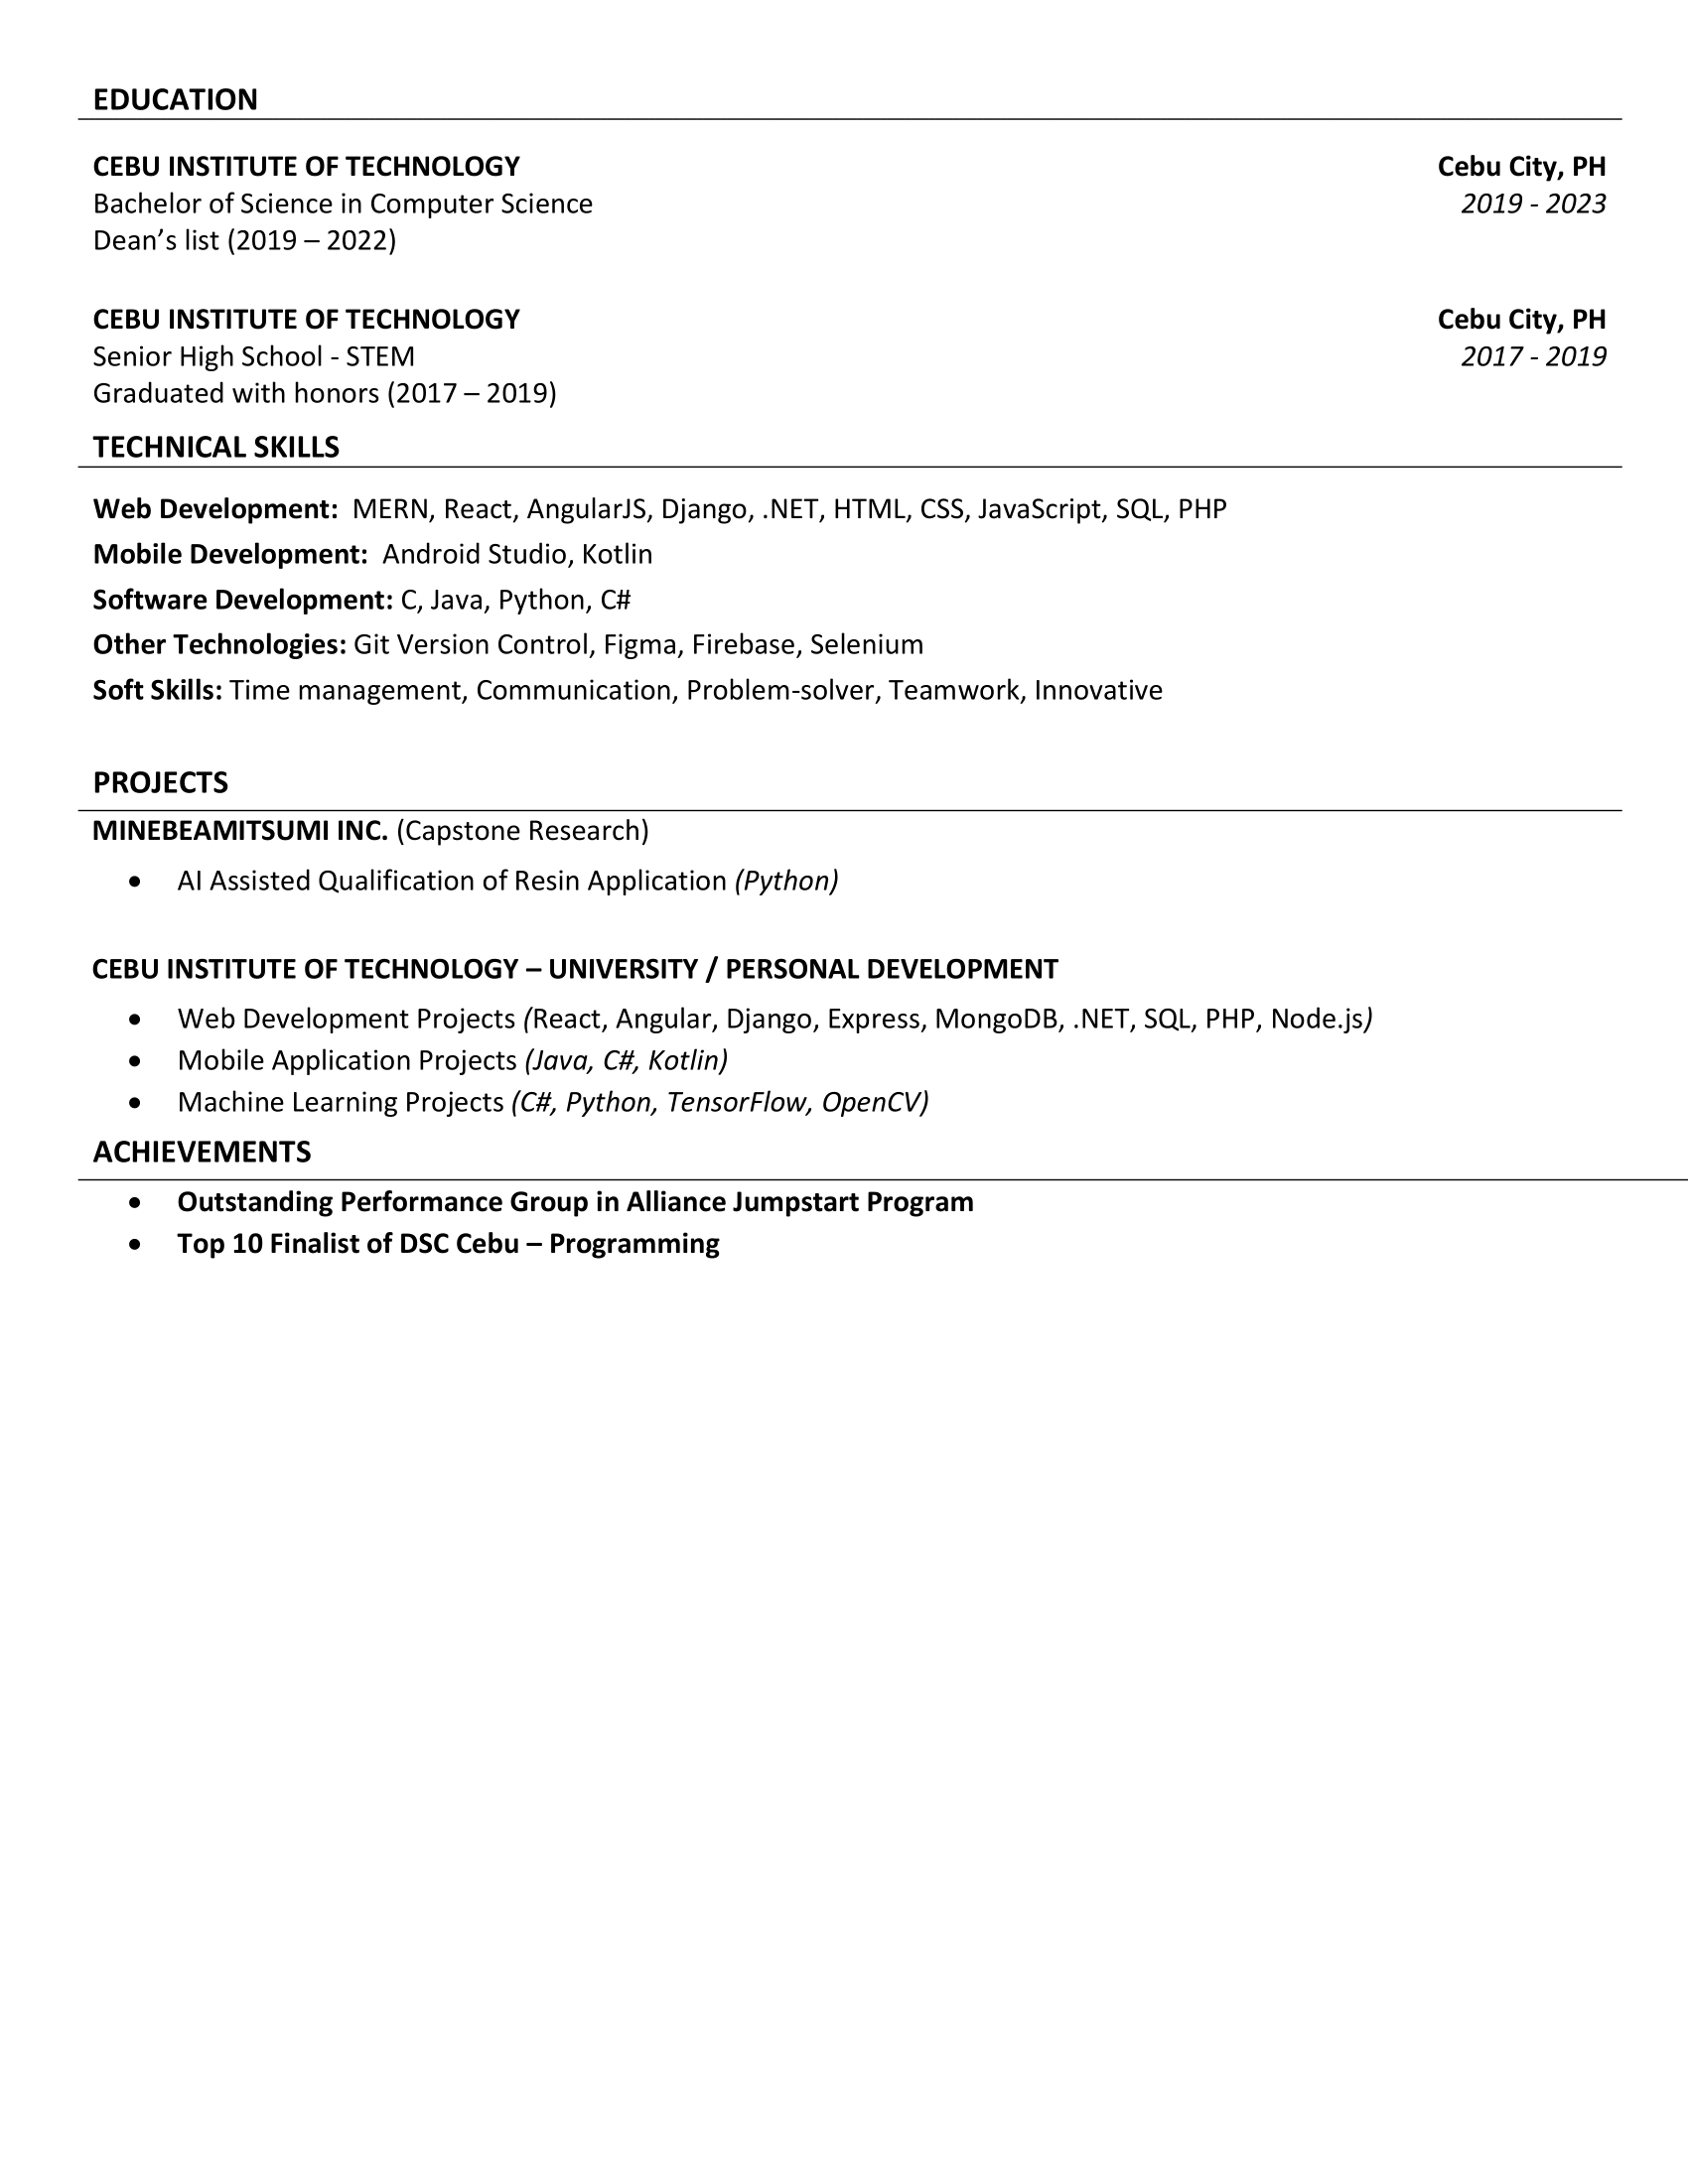 EDUCATION
CEBU INSTITUTE OF TECHNOLOGY Cebu City, PH
Bachelor of Science in Computer Science 2019 - 2023
Dean’s list (2019 – 2022)
CEBU INSTITUTE OF TECHNOLOGY Cebu City, PH
Senior High School - STEM 2017 - 2019
Graduated with honors (2017 – 2019)
TECHNICAL SKILLS
Web Development: MERN, React, AngularJS, Django, .NET, HTML, CSS, JavaScript, SQL, PHP
Mobile Development: Android Studio, Kotlin
Software Development: C, Java, Python, C#
Other Technologies: Git Version Control, Figma, Firebase, Selenium
Soft Skills: Time management, Communication, Problem-solver, Teamwork, Innovative
PROJECTS
MINEBEAMITSUMI INC. (Capstone Research)
• AI Assisted Qualification of Resin Application (Python)
CEBU INSTITUTE OF TECHNOLOGY – UNIVERSITY / PERSONAL DEVELOPMENT
• Web Development Projects (React, Angular, Django, Express, MongoDB, .NET, SQL, PHP, Node.js)
• Mobile Application Projects (Java, C#, Kotlin)
• Machine Learning Projects (C#, Python, TensorFlow, OpenCV)
ACHIEVEMENTS
• Outstanding Performance Group in Alliance Jumpstart Program
• Top 10 Finalist of DSC Cebu – Programming